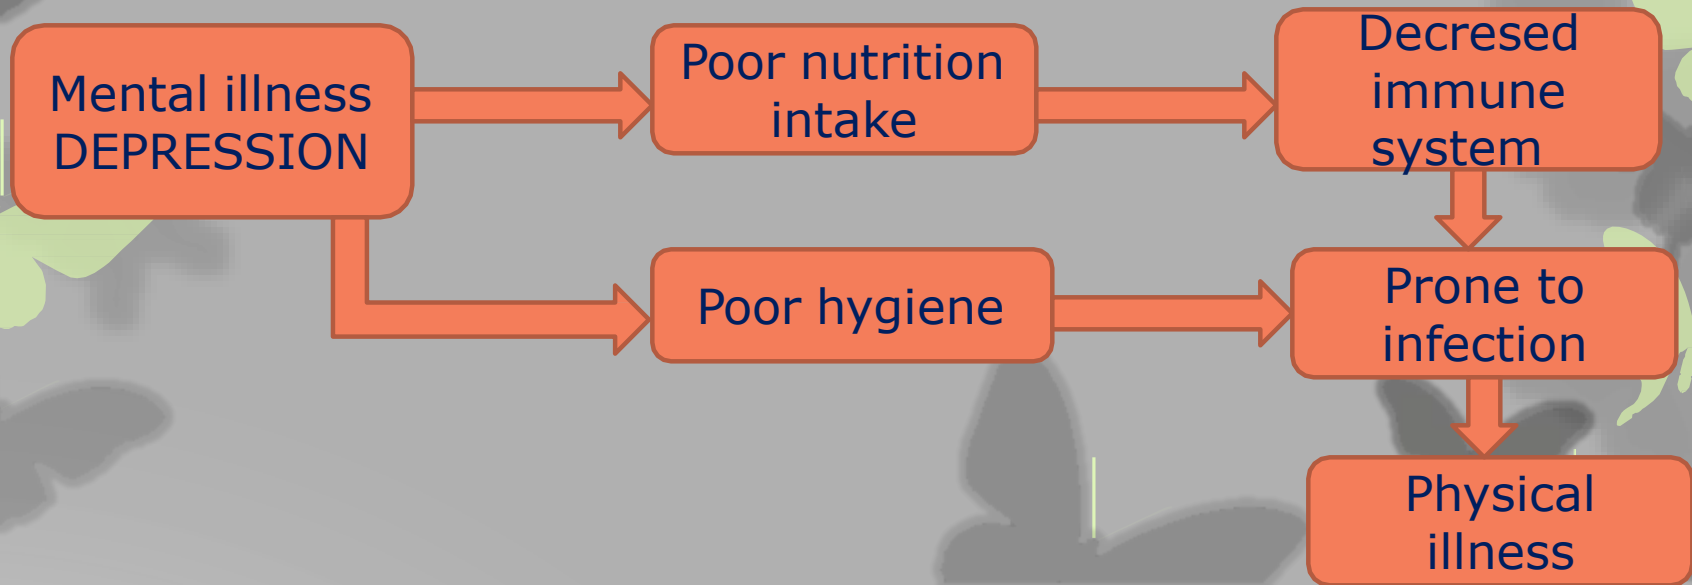 Mental illness
DEPRESSION
Poor nutrition
intake
Decresed
immune
system
Poor hygiene
Prone to
infection
Physical
illness